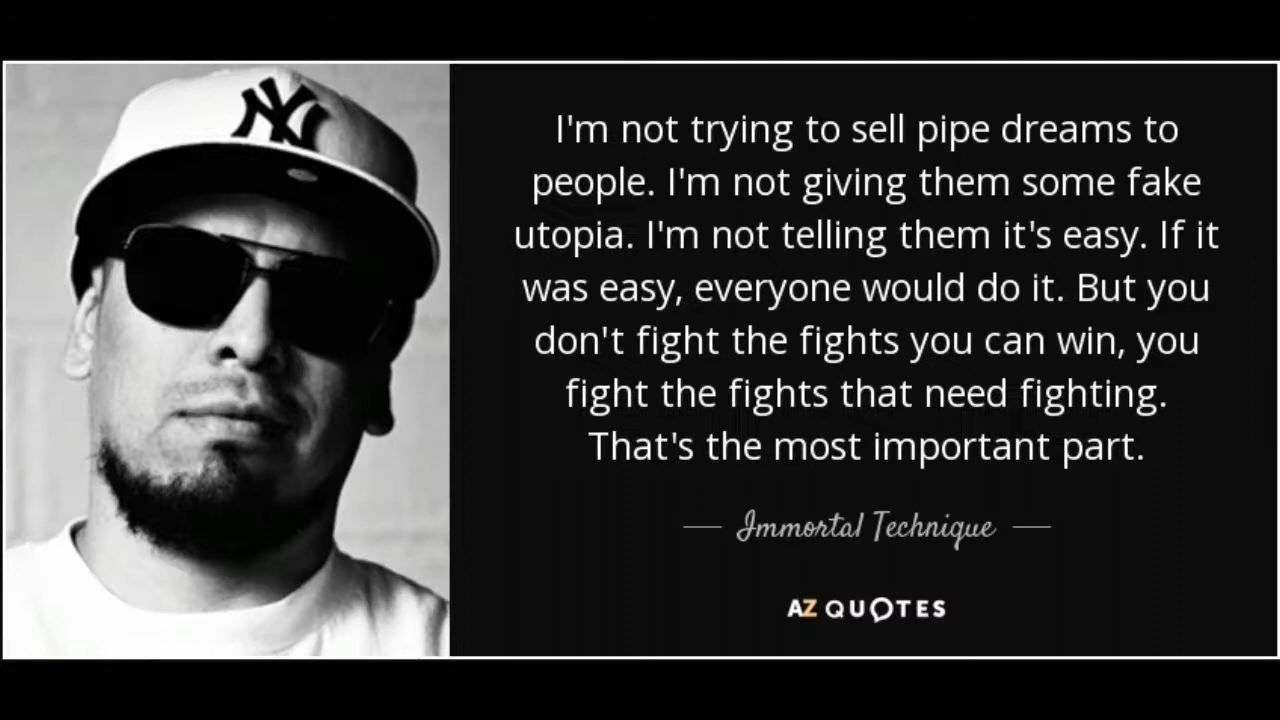 NY
I'm not trying to sell pipe dreams to
people. I'm not giving them some fake
utopia. I'm not telling them it's easy. If it
was easy, everyone would do it. But you
don't fight the fights you can win, you
fight the fights that need fighting.
That's the most important part.
Immortal Technique
AZ QUOTES